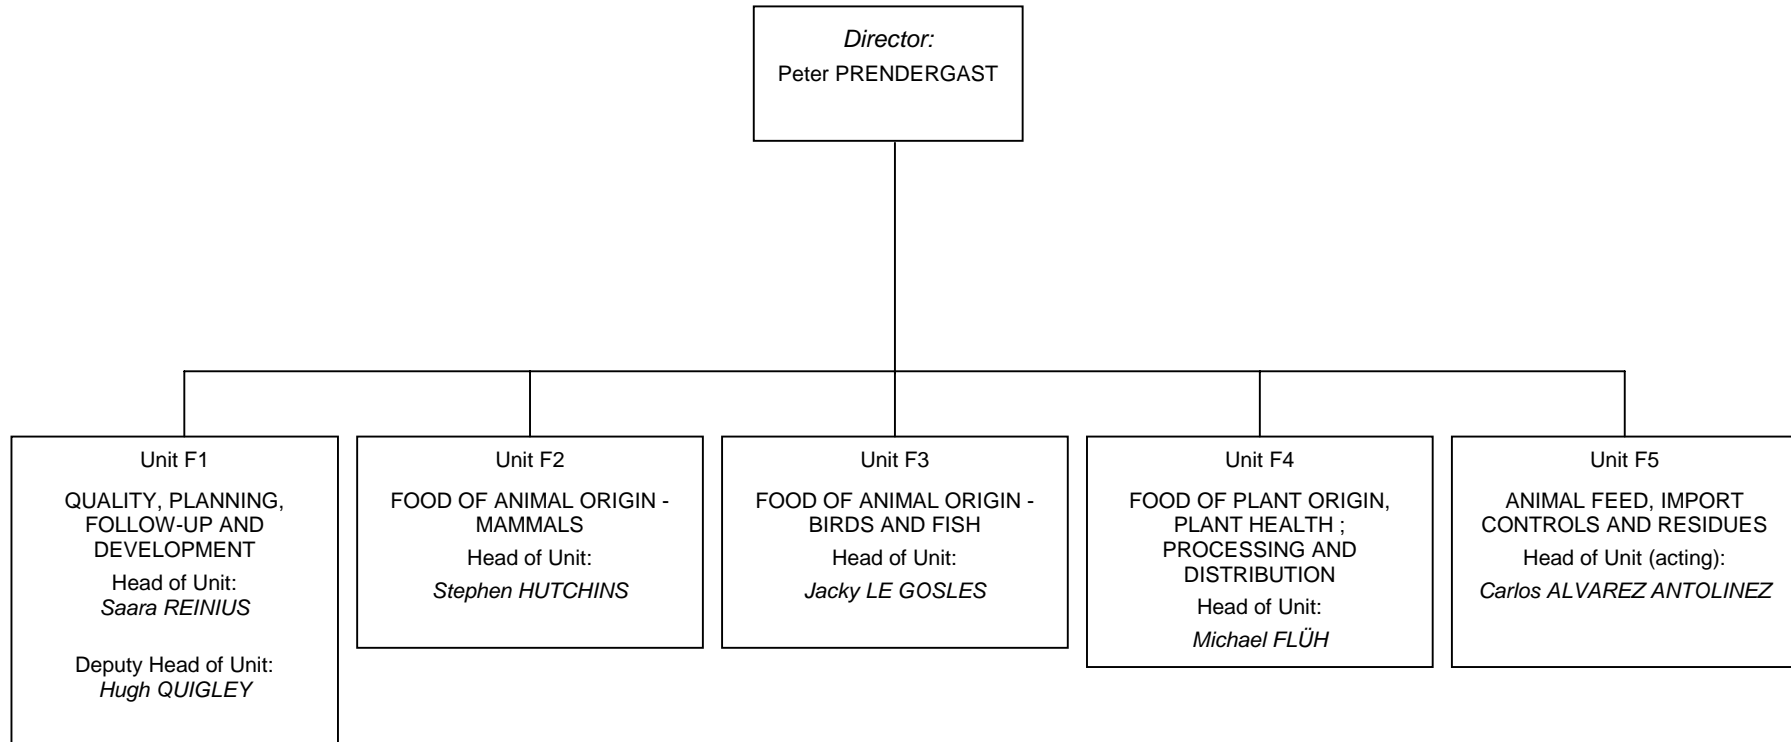 Director:
Peter PRENDERGAST
Unit F1
QUALITY, PLANNING,
FOLLOW-UP AND
DEVELOPMENT
Head of Unit:
Saara REINIUS
Deputy Head of Unit:
Hugh QUIGLEY
Unit F2
FOOD OF ANIMAL ORIGIN -
MAMMALS
Head of Unit:
Stephen HUTCHINS
Unit F3
FOOD OF ANIMAL ORIGIN -
BIRDS AND FISH
Head of Unit:
Jacky LE GOSLES
Unit F4
FOOD OF PLANT ORIGIN,
PLANT HEALTH ;
PROCESSING AND
DISTRIBUTION
Head of Unit:
Michael FLÜH
Unit F5
ANIMAL FEED, IMPORT
CONTROLS AND RESIDUES
Head of Unit (acting):
Carlos ALVAREZ ANTOLINEZ